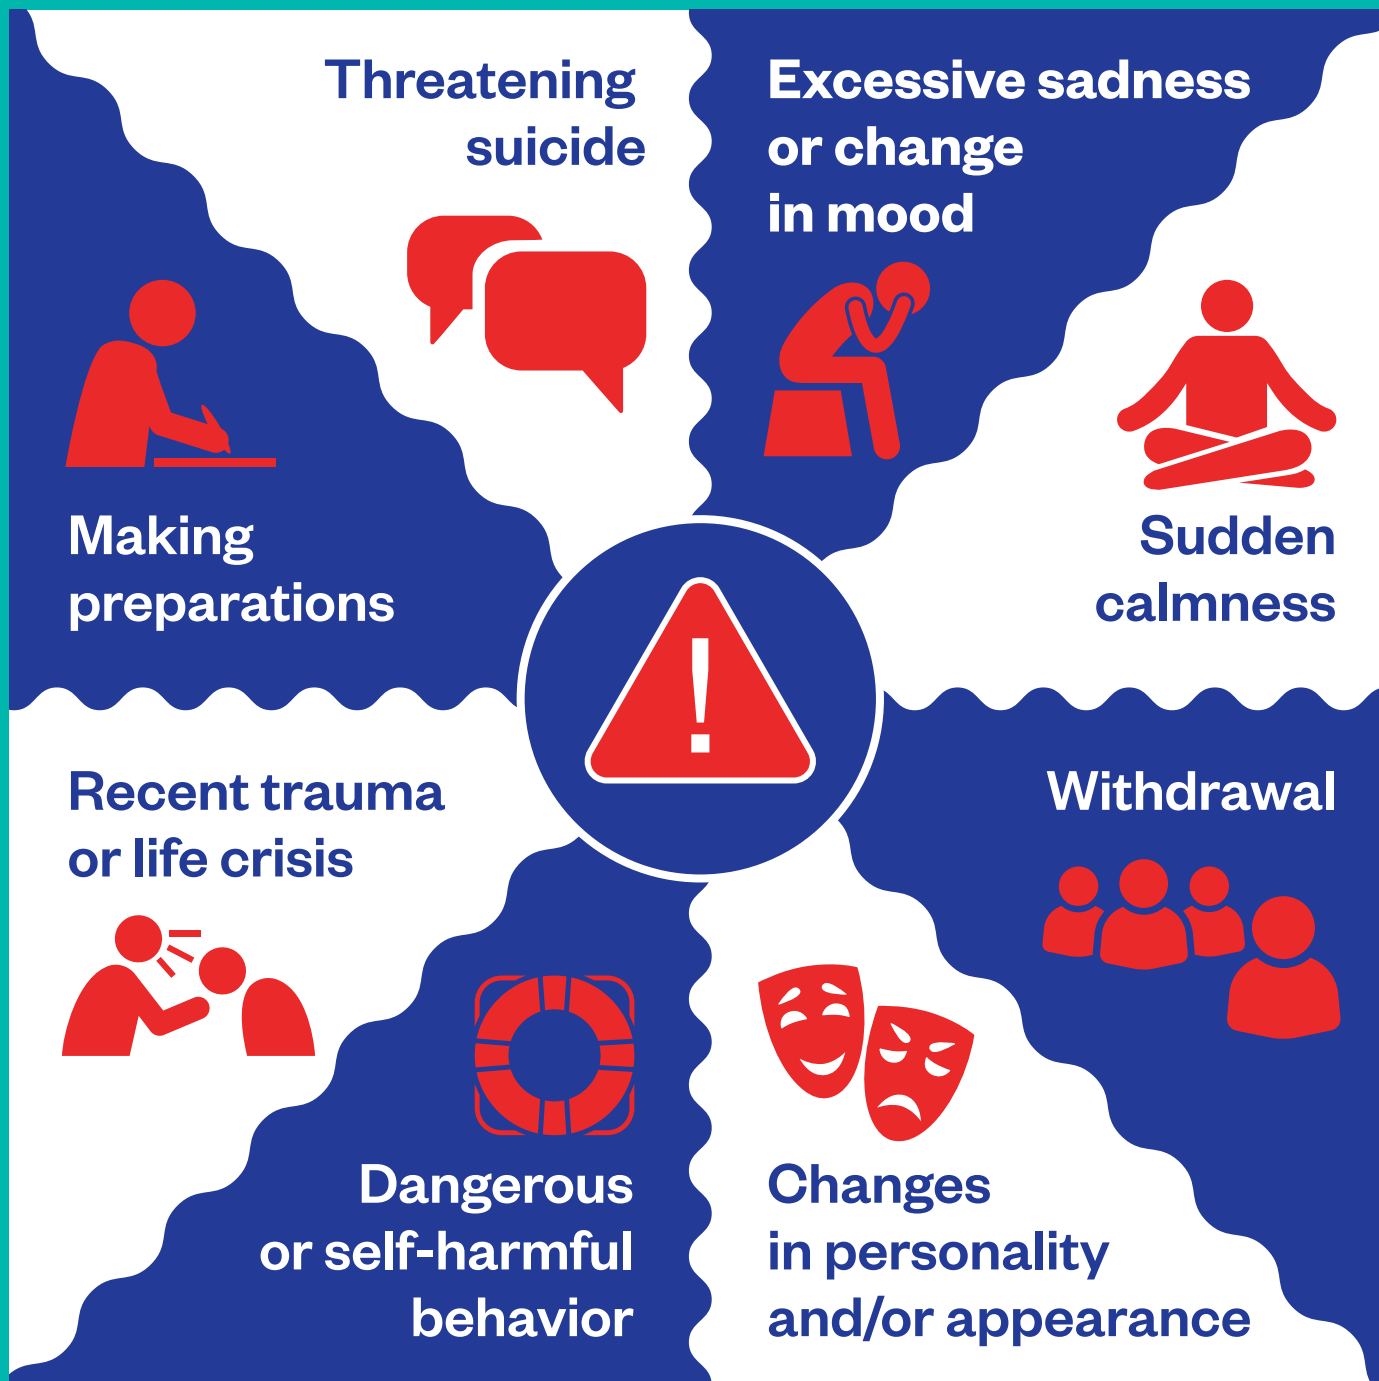 Threatening
suicide
Excessive sadness
or change
in mood
Sudden
calmness
Withdrawal
Changes
in personality
and/or appearance
Dangerous
or self-harmful
behavior
Recent trauma
or life crisis
Making
preparations
!